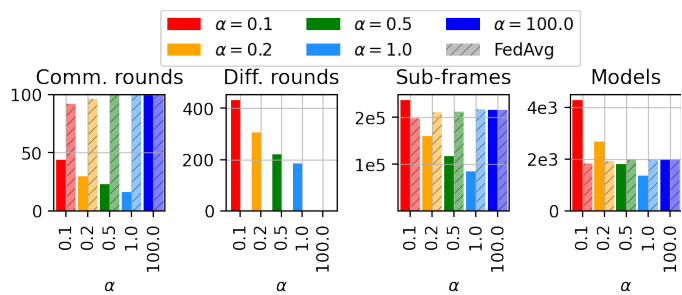 α = 0.1 α = 0.5 α = 100.0
α = 0.2 α = 1.0 FedAvg
Comm. rounds Diff. rounds Sub-frames Models
100
50
0
0.1 0.2 0.5 1.0 100.0
α
400
200
0
0.1 0.2 0.5 1.0 100.0
α
2e5
1e5
0.1 0.2 0.5 1.0 100.0
α
4e3
2e3
0
0.1 0.2 0.5 1.0 100.0
α